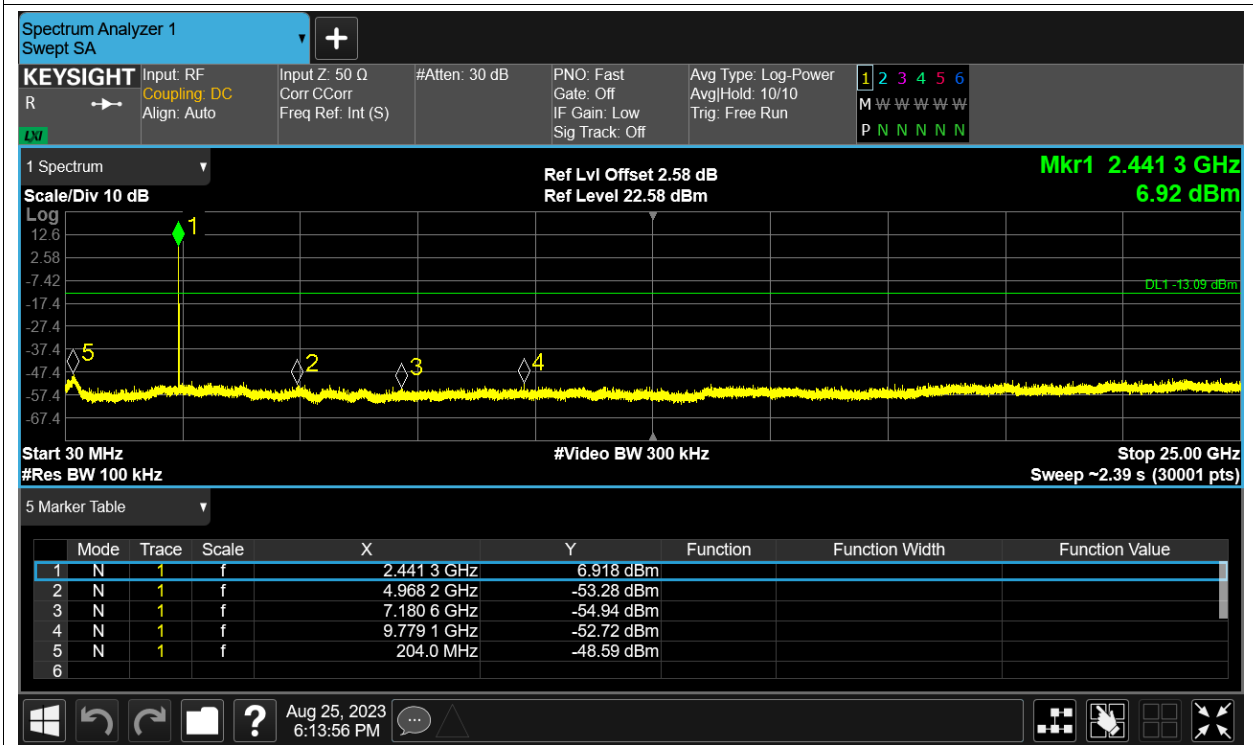 Spectrum Analyzer 1
Swept SA
+
KEYSIGHT
R
LXI
Input: RF
Coupling: DC
Align: Auto
Input Z: 50 Ω
Corr CCorr
Freq Ref: Int (S)
#Atten: 30 dB
PNO: Fast
Gate: Off
IF Gain: Low
Sig Track: Off
Avg Type: Log-Power
Avg|Hold: 10/10
Trig: Free Run
1 2 3 4 5 6
M W W W W W
P N N N N N
1 Spectrum
Scale/Div 10 dB
Ref Lvl Offset 2.58 dB
Ref Level 22.58 dBm
Mkr1 2.441 3 GHz
6.92 dBm
Log
12.6
2.58
-7.42
-17.4
-27.4
-37.4
-47.4
-57.4
-67.4
1
DL1 -13.09 dBm
5
2
3
4
Start 30 MHz
#Video BW 300 kHz
Stop 25.00 GHz
#Res BW 100 kHz
Sweep ~2.39 s (30001 pts)
5 Marker Table
Mode Trace Scale X Y Function Function Width Function Value
1 N 1 f 2.441 3 GHz 6.918 dBm
2 N 1 f 4.968 2 GHz -53.28 dBm
3 N 1 f 7.180 6 GHz -54.94 dBm
4 N 1 f 9.779 1 GHz -52.72 dBm
5 N 1 f 204.0 MHz -48.59 dBm
6
?
Aug 25, 2023
6:13:56 PM